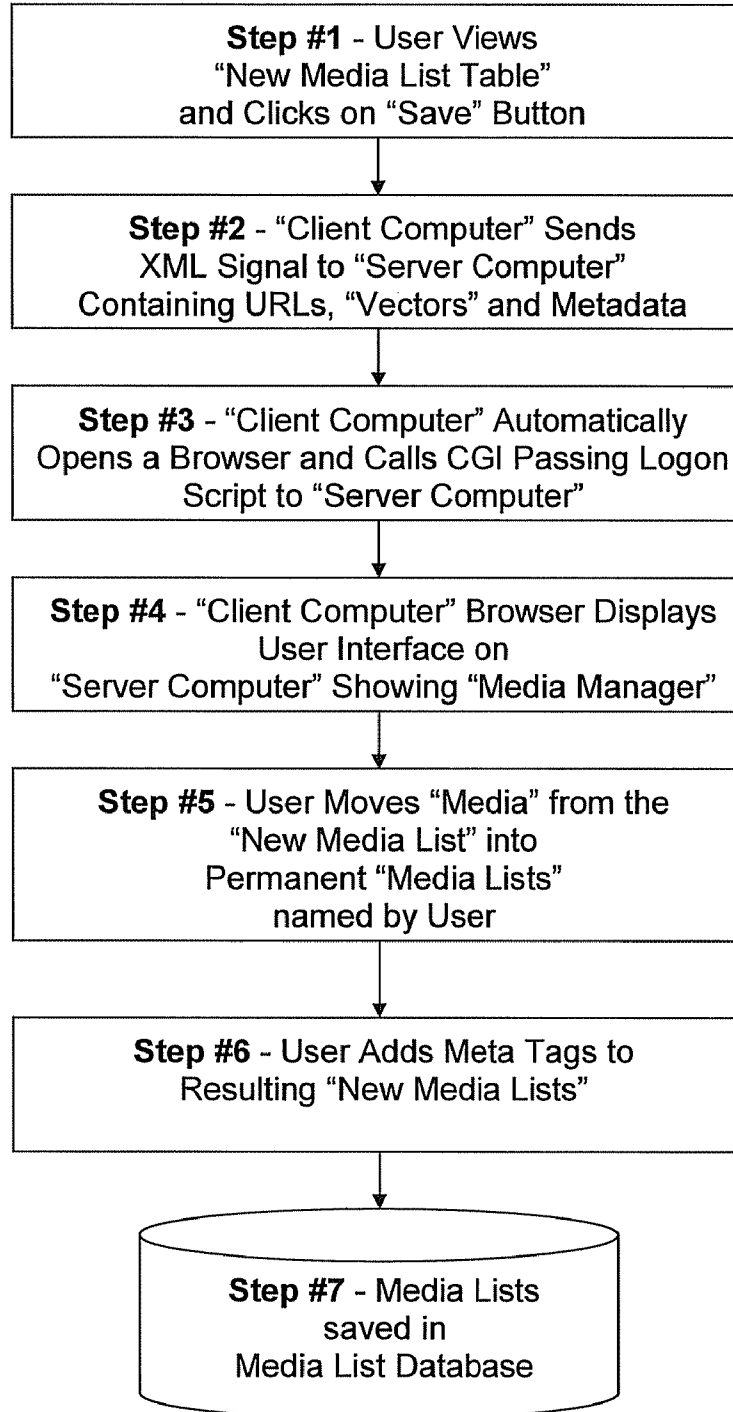 Step #1 - User Views
“New Media List Table”
and Clicks on “Save” Button
Step #2 - “Client Computer” Sends
XML Signal to “Server Computer”
Containing URLs, “Vectors” and Metadata
Step #3 - “Client Computer” Automatically
Opens a Browser and Calls CGI Passing Logon
Script to “Server Computer”
Step #4 - “Client Computer” Browser Displays
User Interface on
“Server Computer” Showing “Media Manager”
Step #5 - User Moves “Media” from the
“New Media List” into
Permanent “Media Lists”
named by User
Step #6 - User Adds Meta Tags to
Resulting “New Media Lists”
Step #7 - Media Lists
saved in
Media List Database